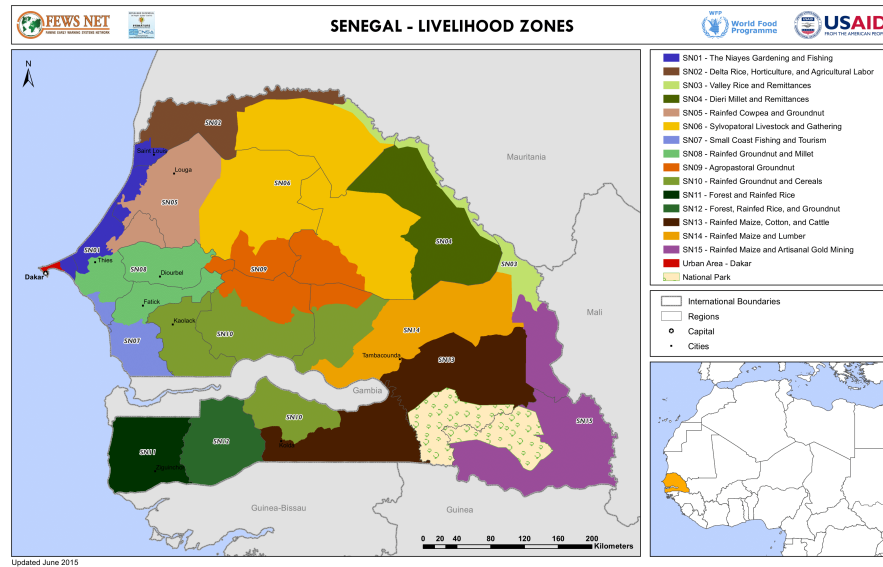 FEWS NET
FAMINE EARLY WARNING SYSTEMS NETWORK
SENEGAL - LIVELIHOOD ZONES
WFP
World Food
Programme
USAID
FROM THE AMERICAN PEOPLE
N
SN02
Saint Louis
Louga
SN06
SN05
Mauritania
SN04
SN01
Thies
SN08
Diourbel
SN09
SN03
Dakar
Fatick
Kaolack
SN10
SN14
Mali
SN07
Tambacounda
SN13
Gambia
SN10
SN15
SN12
SN11
Guinea-Bissau
Guinea
0 20 40 80 120 160 200
Kilometers
SN01 - The Niayes Gardening and Fishing
SN02 - Delta Rice, Horticulture, and Agricultural Labor
SN03 - Valley Rice and Remittances
SN04 - Dieri Millet and Remittances
SN05 - Rainfed Cowpea and Groundnut
SN06 - Sylvopatoral Livestock and Gathering
SN07 - Small Coast Fishing and Tourism
SN08 - Rainfed Groundnut and Millet
SN09 - Agropastoral Groundnut
SN10 - Rainfed Groundnut and Cereals
SN11 - Forest and Rainfed Rice
SN12 - Forest, Rainfed Rice, and Groundnut
SN13 - Rainfed Maize, Cotton, and Cattle
SN14 - Rainfed Maize and Lumber
SN15 - Rainfed Maize and Artisanal Gold Mining
Urban Area - Dakar
National Park
International Boundaries
Regions
Capital
Cities
Updated June 2015